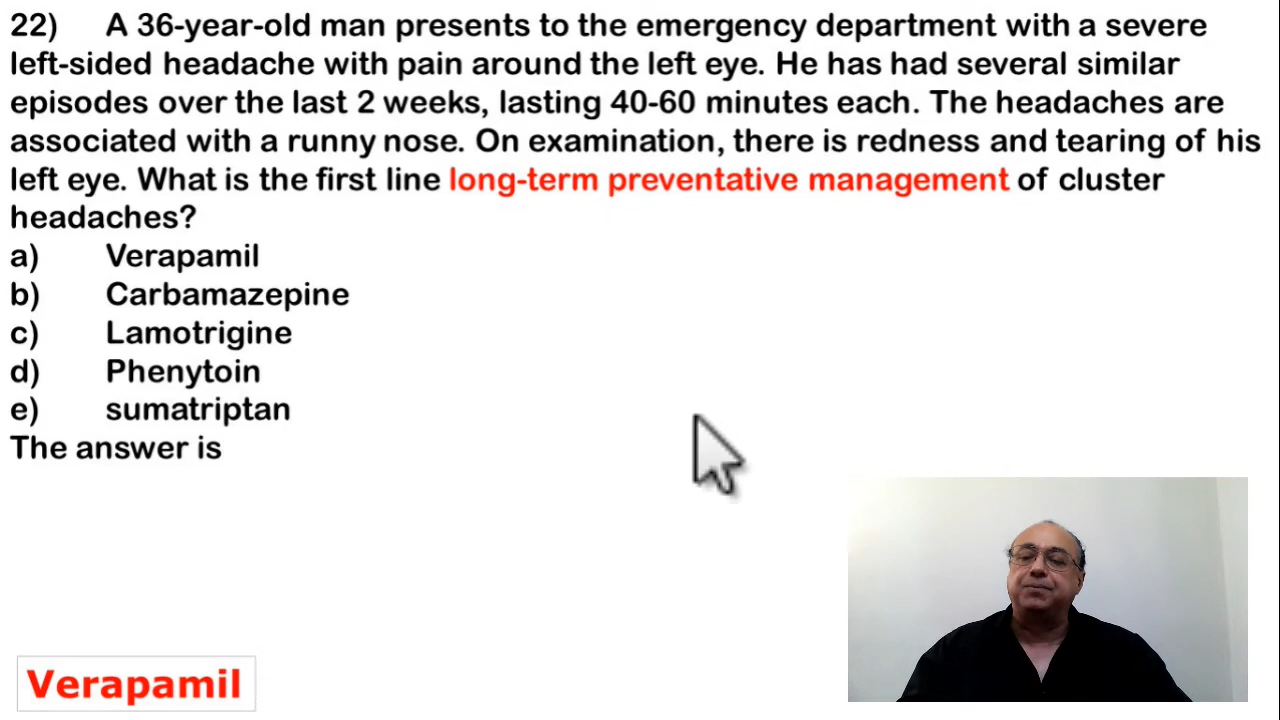 22) A 36-year-old man presents to the emergency department with a severe
left-sided headache with pain around the left eye. He has had several similar
episodes over the last 2 weeks, lasting 40-60 minutes each. The headaches are
associated with a runny nose. On examination, there is redness and tearing of his
left eye. What is the first line long-term preventative management of cluster
headaches?
a) Verapamil
b) Carbamazepine
c) Lamotrigine
d) Phenytoin
e) sumatriptan
The answer is
Verapamil